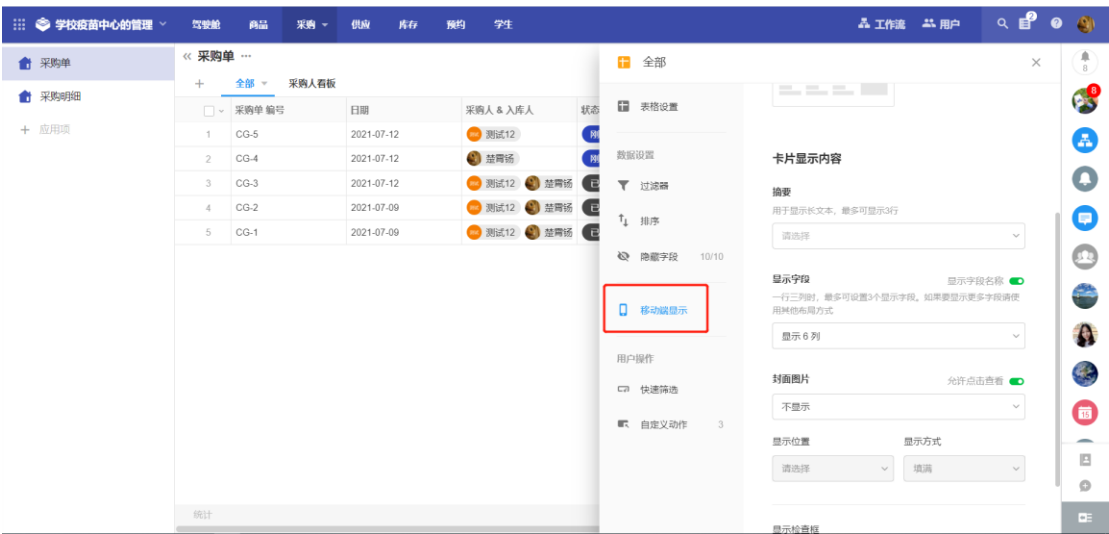 学校疫苗中心的管理 驾驶舱 商品 采购 供应 库存 预约 学生 工作流 用户 2
采购单
采购明细
+ 应用项
采购单 ···
+ 全部 采购人看板
采购单 编号 日期 采购人 & 入库人 状态
1 CG-5 2021-07-12 测试12
2 CG-4 2021-07-12 楚霄钖
3 CG-3 2021-07-12 测试12 楚霄钖 已
4 CG-2 2021-07-09 测试12 楚霄钖 已
5 CG-1 2021-07-09 测试12 楚霄钖 已
统计
全部
表格设置
数据设置
过滤器
排序
隐藏字段 10/10
移动端显示
用户操作
快速筛选
自定义动作 3
卡片显示内容
摘要
用于显示长文本，最多可显示3行
请选择
显示字段 显示字段名称
一行三列时，最多可设置3个显示字段。如果要显示更多字段请使
用其他布局方式
显示 6 列
封面图片 允许点击查看
不显示
显示位置 显示方式
请选择 填满
显示检查框
8
8
15